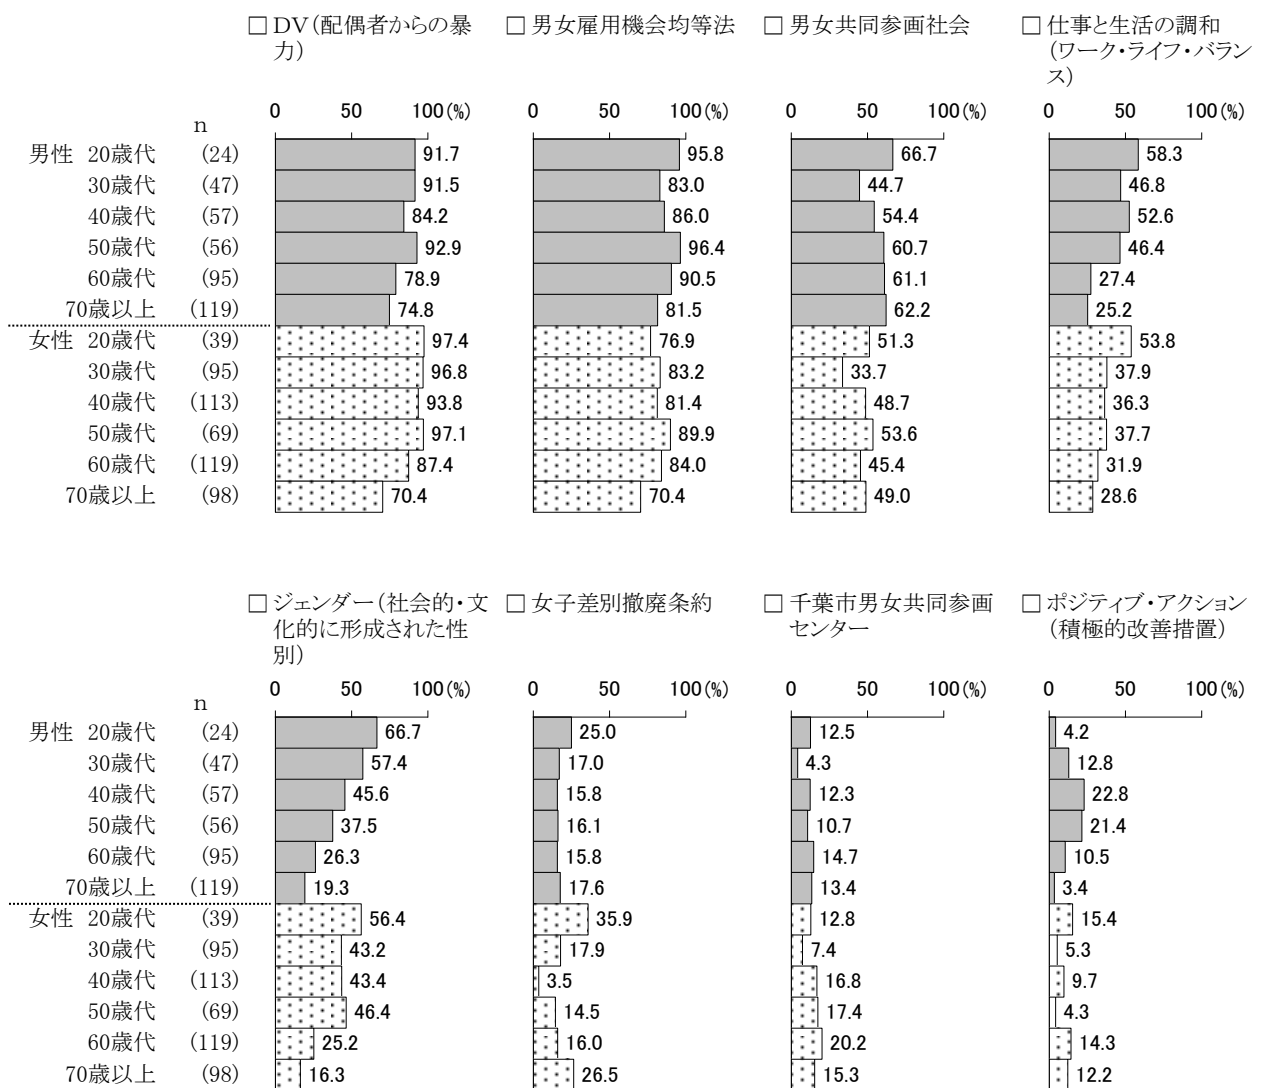 □ DV（配偶者からの暴 □ 男女雇用機会均等法 □ 男女共同参画社会 □ 仕事と生活の調和
力） （ワーク・ライフ・バラン
ス）
0 50 100(%) 0 50 100(%) 0 50 100(%) 0 50 100(%)
n
男性 20歳代 (24) 91.7 95.8 66.7 58.3
30歳代 (47) 91.5 83.0 44.7 46.8
40歳代 (57) 84.2 86.0 54.4 52.6
50歳代 (56) 92.9 96.4 60.7 46.4
60歳代 (95) 78.9 90.5 61.1 27.4
70歳以上 (119) 74.8 81.5 62.2 25.2
女性 20歳代 (39) 97.4 76.9 51.3 53.8
30歳代 (95) 96.8 83.2 33.7 37.9
40歳代 (113) 93.8 81.4 48.7 36.3
50歳代 (69) 97.1 89.9 53.6 37.7
60歳代 (119) 87.4 84.0 45.4 31.9
70歳以上 (98) 70.4 70.4 49.0 28.6
□ ジェンダー（社会的・文 □ 女子差別撤廃条約 □ 千葉市男女共同参画 □ ポジティブ・アクション
化的に形成された性 センター （積極的改善措置）
別）
0 50 100(%) 0 50 100(%) 0 50 100(%) 0 50 100(%)
n
男性 20歳代 (24) 66.7 25.0 12.5 4.2
30歳代 (47) 57.4 17.0 4.3 12.8
40歳代 (57) 45.6 15.8 12.3 22.8
50歳代 (56) 37.5 16.1 10.7 21.4
60歳代 (95) 26.3 15.8 14.7 10.5
70歳以上 (119) 19.3 17.6 13.4 3.4
女性 20歳代 (39) 56.4 35.9 12.8 15.4
30歳代 (95) 43.2 17.9 7.4 5.3
40歳代 (113) 43.4 3.5 16.8 9.7
50歳代 (69) 46.4 14.5 17.4 4.3
60歳代 (119) 25.2 16.0 20.2 14.3
70歳以上 (98) 16.3 26.5 15.3 12.2